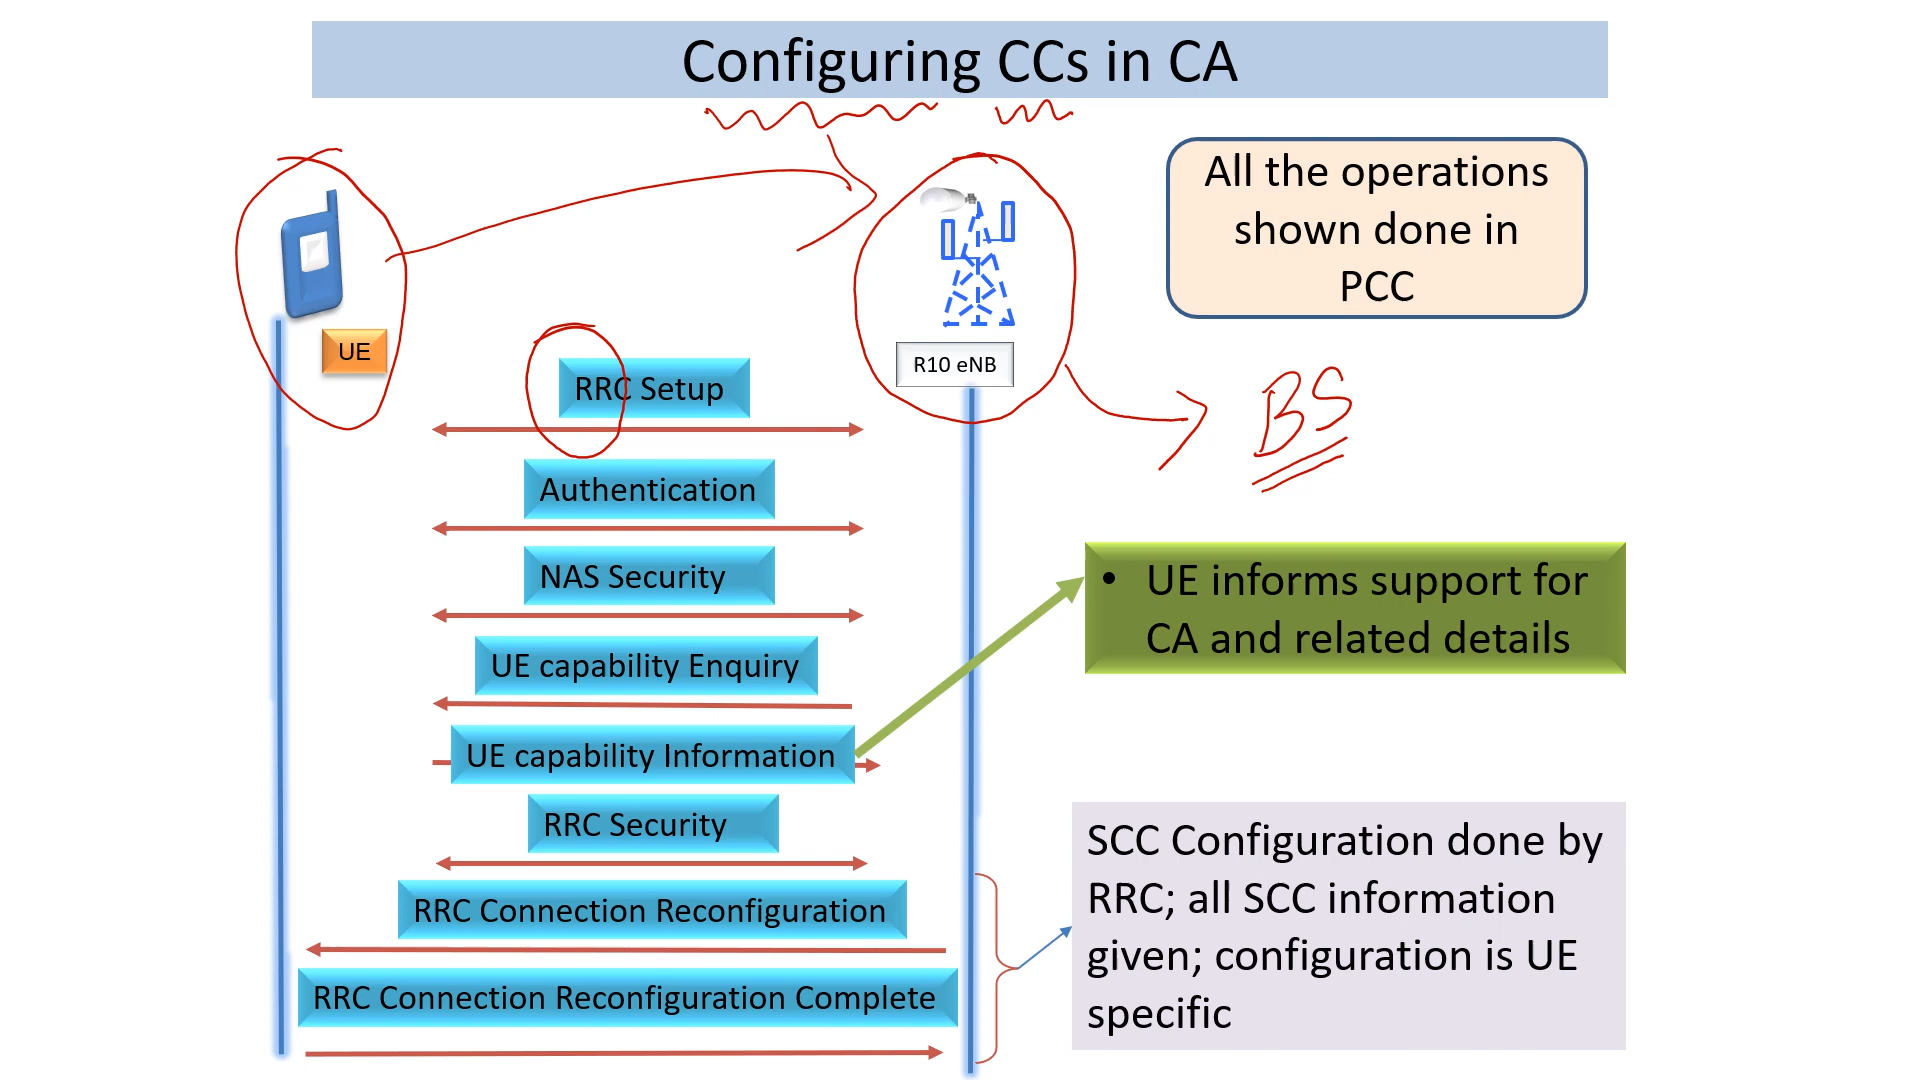 Configuring CCs in CA
All the operations
shown done in
PCC
UE
R10 eNB
BS
RRC Setup
Authentication
NAS Security
UE capability Enquiry
UE capability Information
RRC Security
RRC Connection Reconfiguration
RRC Connection Reconfiguration Complete
• UE informs support for
CA and related details
SCC Configuration done by
RRC; all SCC information
given; configuration is UE
specific